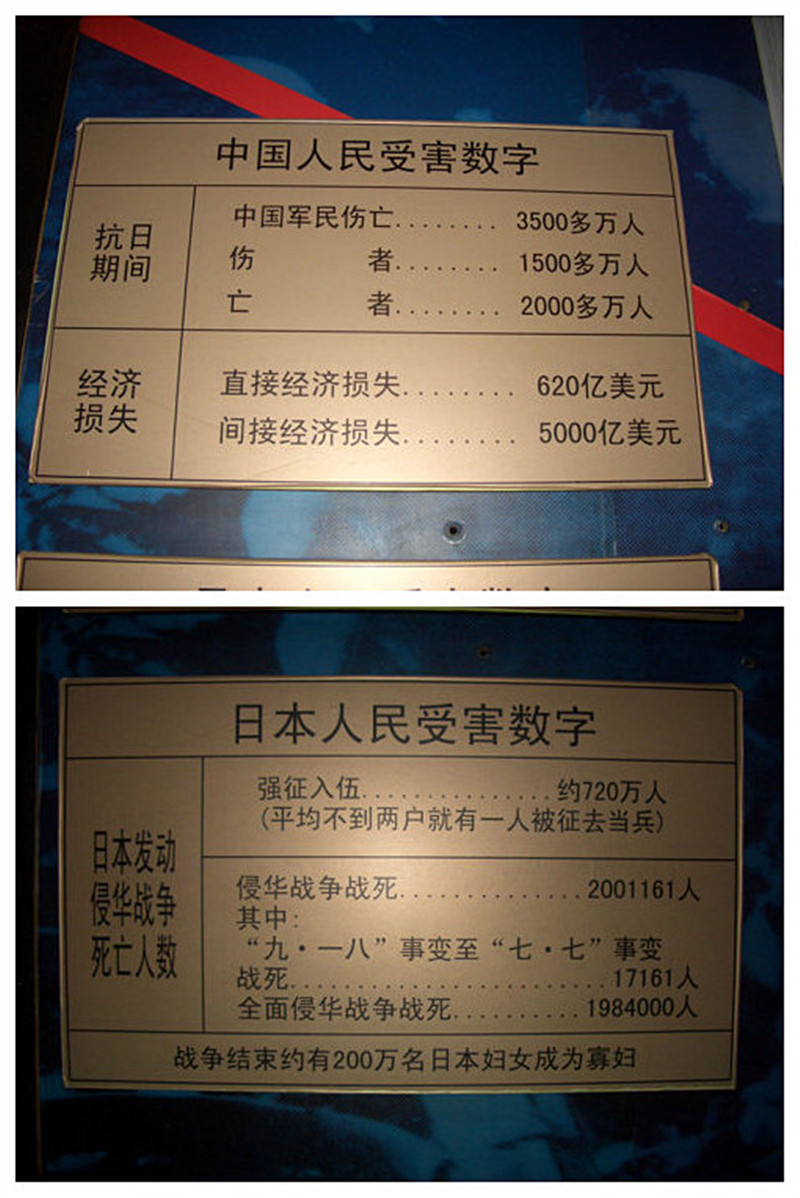 中国人民受害数字
抗日
期间
中国军民伤亡........ 3500多万人
伤 者........ 1500多万人
亡 者........ 2000多万人
经济
损失
直接经济损失........ 620亿美元
间接经济损失........ 5000亿美元
日本人民受害数字
日本发动
侵华战争
死亡人数
强征入伍...............约720万人
(平均不到两户就有一人被征去当兵)
侵华战争战死..............2001161人
其中:
“九·一八”事变至“七·七”事变
战死.........................17161人
全面侵华战争战死..........1984000人
战争结束约有200万名日本妇女成为寡妇